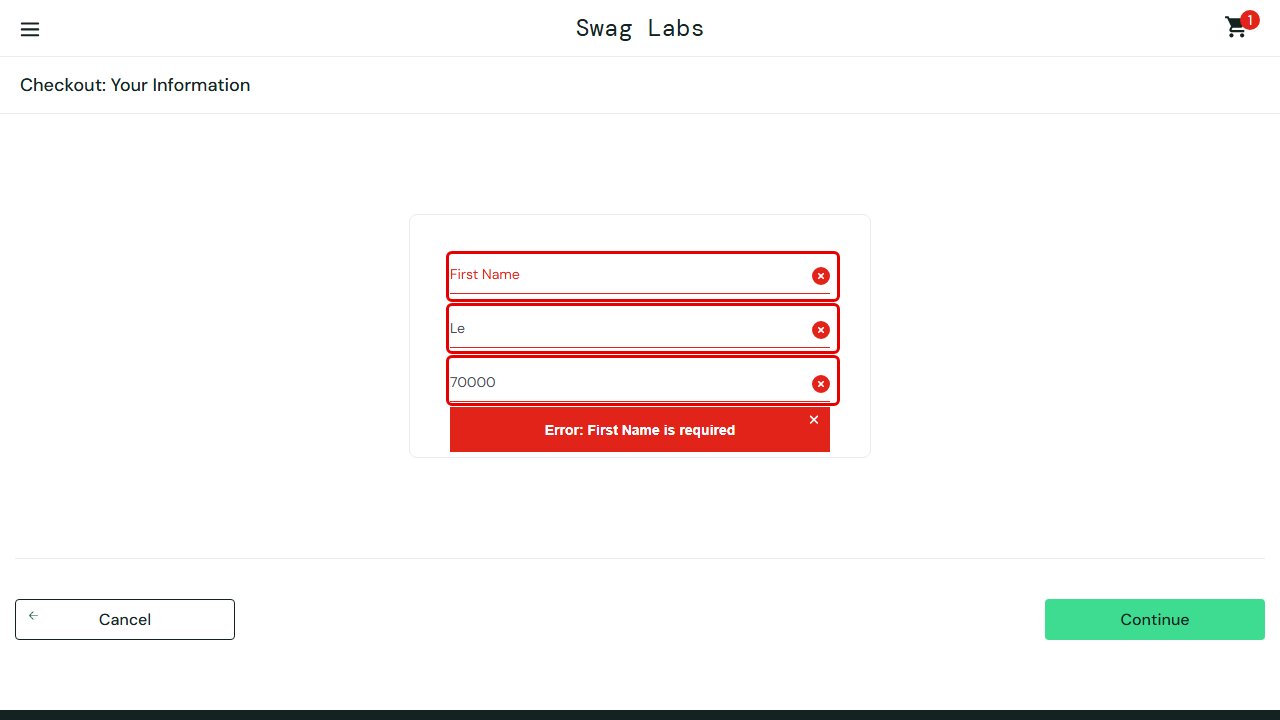 Swag Labs
1
Checkout: Your Information
First Name
Le
70000
Error: First Name is required
Cancel
Continue